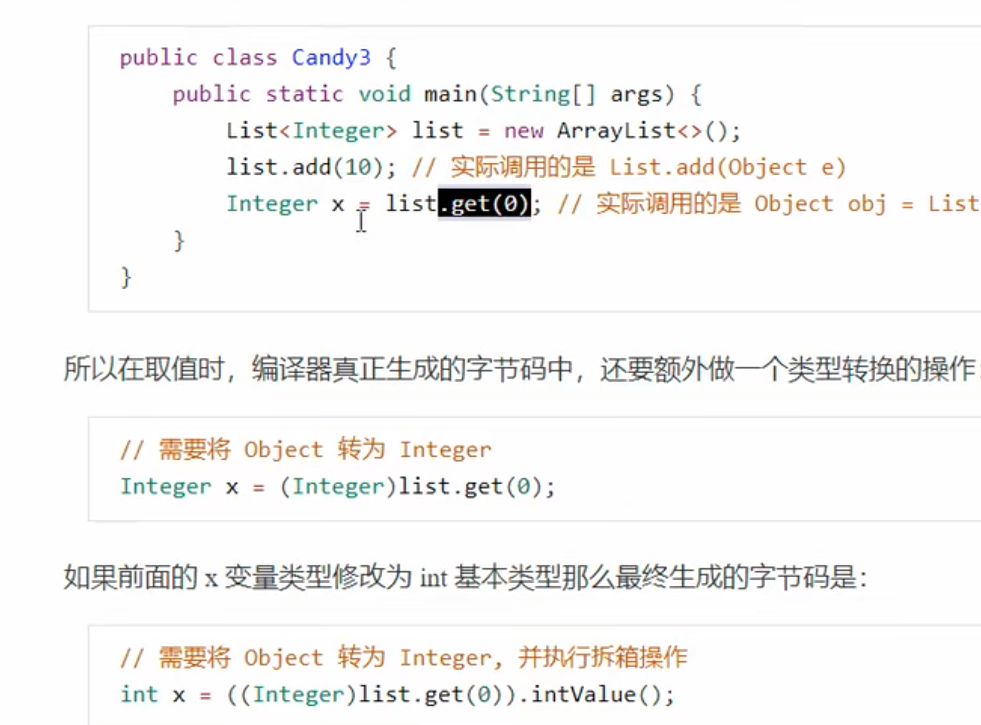 public class Candy3 {
public static void main(String[] args) {
List<Integer> list = new ArrayList<>();
list.add(10); // 实际调用的是 List.add(Object e)
Integer x = list.get(0); // 实际调用的是 Object obj = List
}
}
所以在取值时，编译器真正生成的字节码中，还要额外做一个类型转换的操作：
// 需要将 Object 转为 Integer
Integer x = (Integer)list.get(0);
如果前面的 x 变量类型修改为 int 基本类型那么最终生成的字节码是：
// 需要将 Object 转为 Integer, 并执行拆箱操作
int x = ((Integer)list.get(0)).intValue();